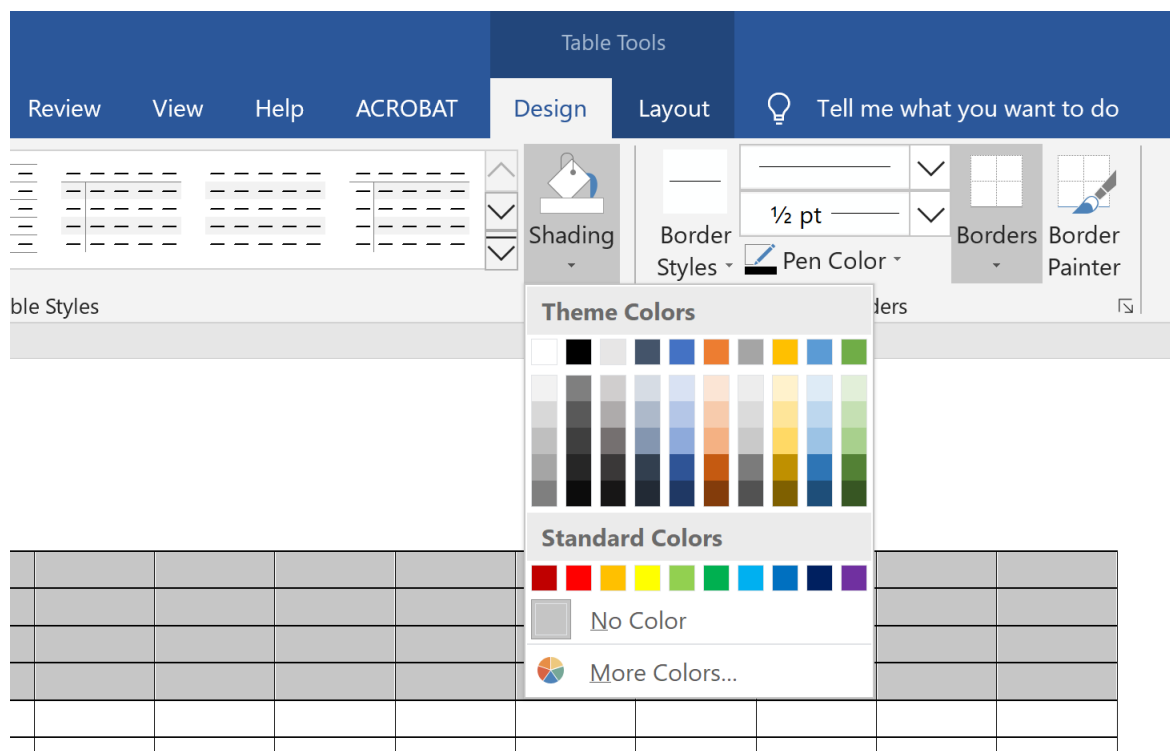 Table Tools
Review View Help ACROBAT Design Layout Tell me what you want to do
Shading
Border Styles
½ pt
Pen Color
Borders
Border Painter
ble Styles
ders
Theme Colors
Standard Colors
No Color
More Colors...